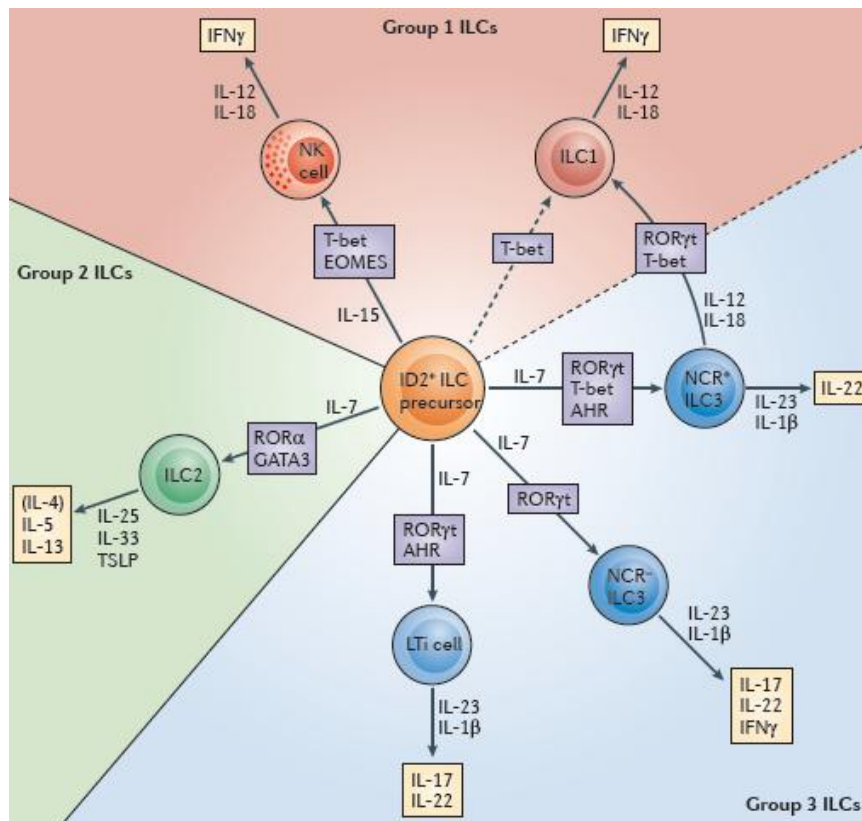 Group 1 ILCs
IFNγ
IL-12
IL-18
NK
cell
T-bet
EOMES
IL-15
IFNγ
IL-12
IL-18
ILC1
T-bet
RORγt
T-bet
IL-12
IL-18
Group 2 ILCs
ID2⁺ ILC
precursor
IL-7
RORα
GATA3
ILC2
IL-25
IL-33
TSLP
(IL-4)
IL-5
IL-13
IL-7
RORγt
T-bet
AHR
NCR⁺
ILC3
IL-23
IL-1β
IL-22
IL-7
RORγt
NCR⁻
ILC3
IL-23
IL-1β
IL-17
IL-22
IFNγ
IL-7
RORγt
AHR
LTi cell
IL-23
IL-1β
IL-17
IL-22
Group 3 ILCs